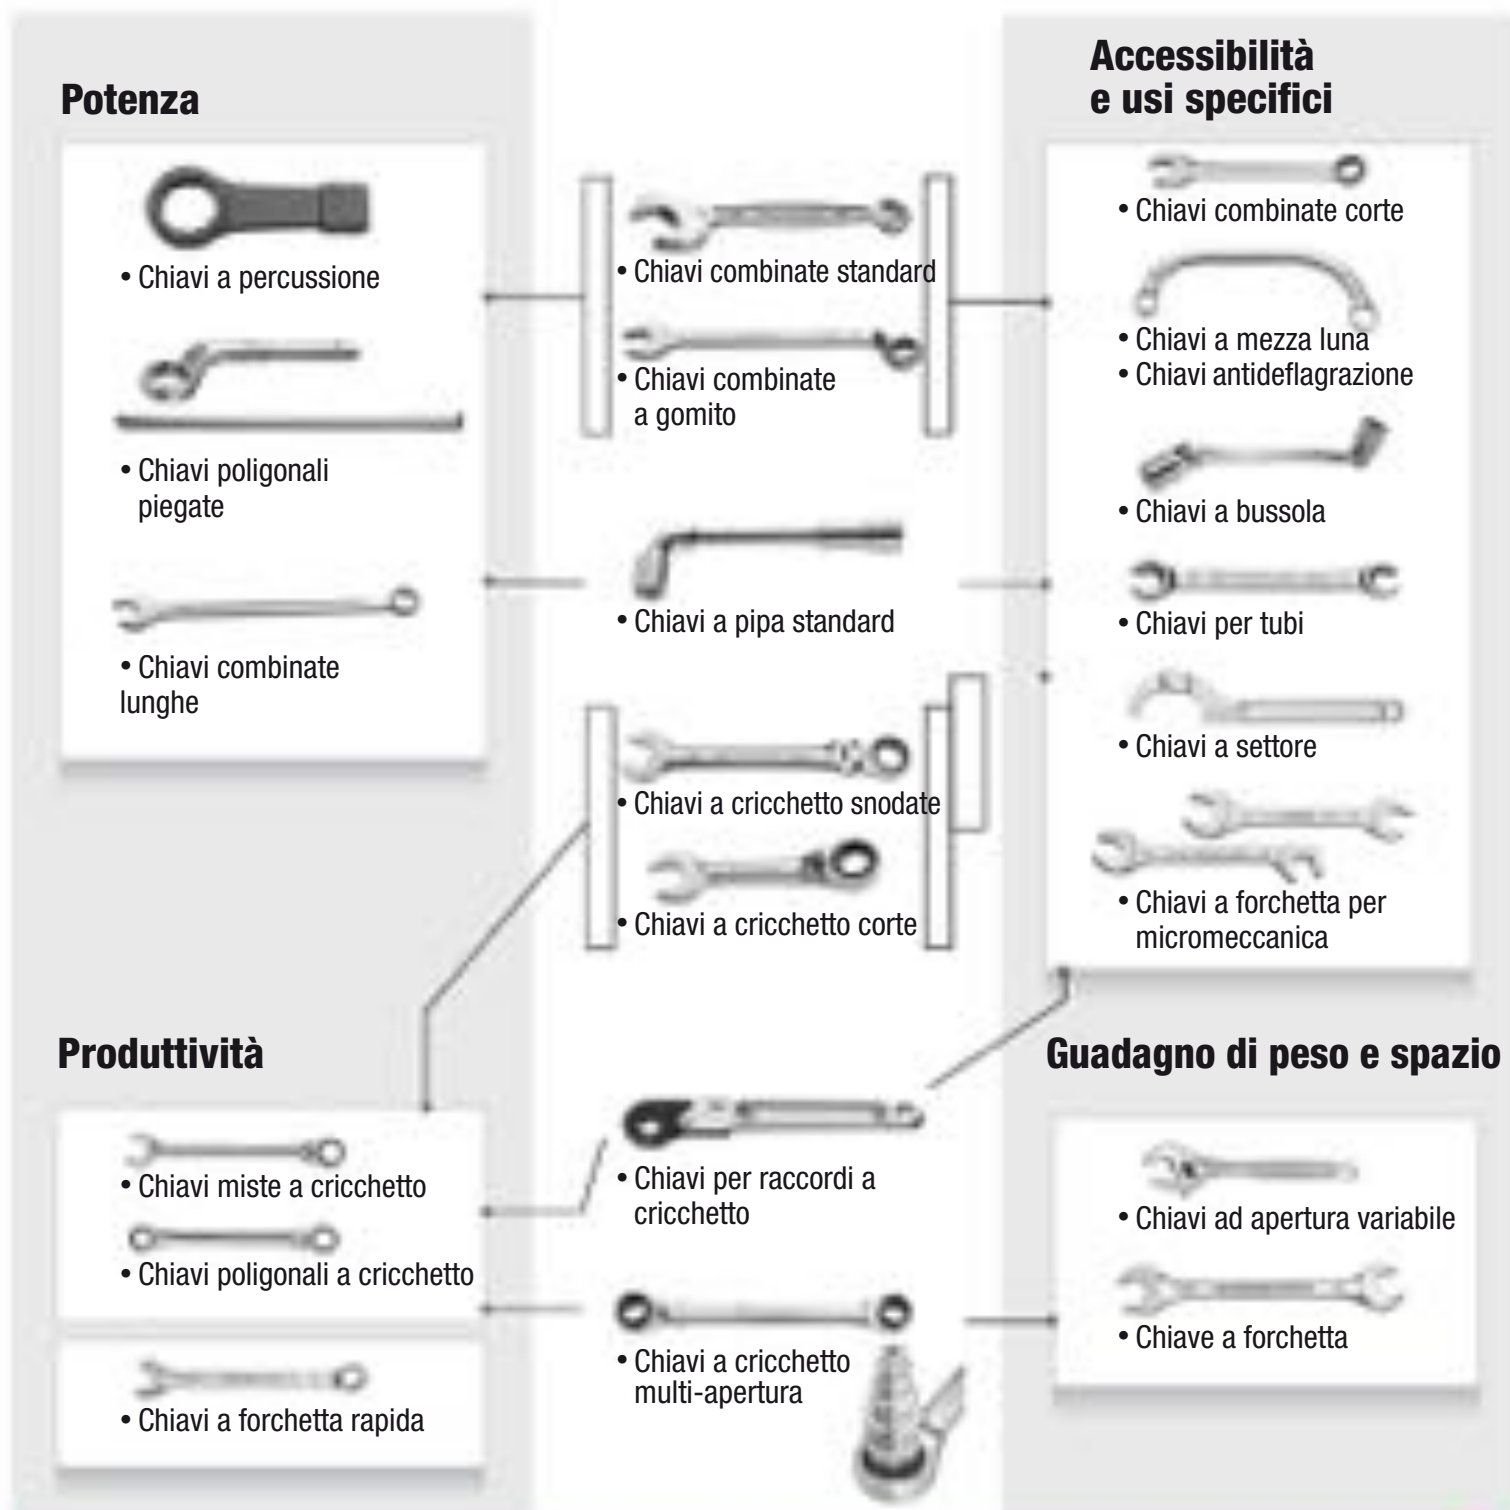 Potenza
• Chiavi a percussione
• Chiavi poligonali
piegate
• Chiavi combinate
lunghe
• Chiavi combinate standard
• Chiavi combinate
a gomito
• Chiavi a pipa standard
• Chiavi a cricchetto snodate
• Chiavi a cricchetto corte
Accessibilità
e usi specifici
• Chiavi combinate corte
• Chiavi a mezza luna
• Chiavi antideflagrazione
• Chiavi a bussola
• Chiavi per tubi
• Chiavi a settore
• Chiavi a forchetta per
micromeccanica
Produttività
• Chiavi miste a cricchetto
• Chiavi poligonali a cricchetto
• Chiavi a forchetta rapida
• Chiavi per raccordi a
cricchetto
• Chiavi a cricchetto
multi-apertura
Guadagno di peso e spazio
• Chiavi ad apertura variabile
• Chiave a forchetta